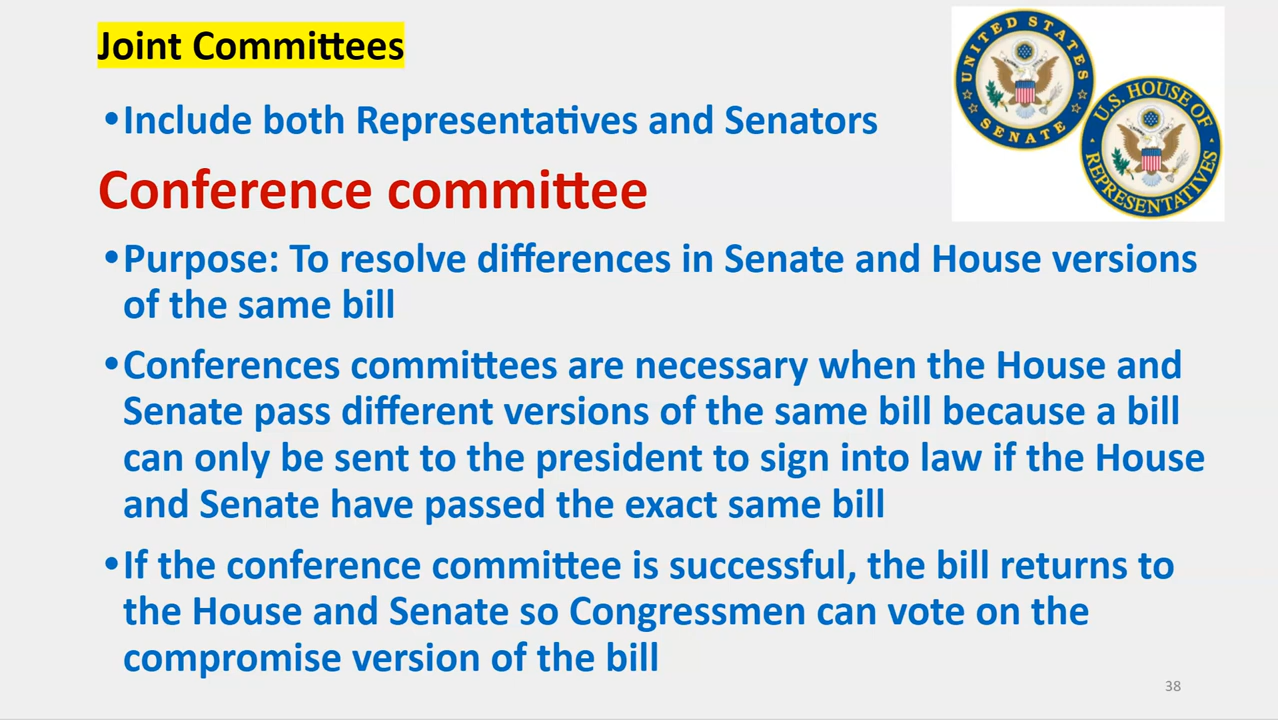 Joint Committees
•Include both Representatives and Senators
Conference committee
•Purpose: To resolve differences in Senate and House versions
of the same bill
•Conferences committees are necessary when the House and
Senate pass different versions of the same bill because a bill
can only be sent to the president to sign into law if the House
and Senate have passed the exact same bill
•If the conference committee is successful, the bill returns to
the House and Senate so Congressmen can vote on the
compromise version of the bill
UNITED STATES
SENATE
U.S. HOUSE OF
REPRESENTATIVES
38